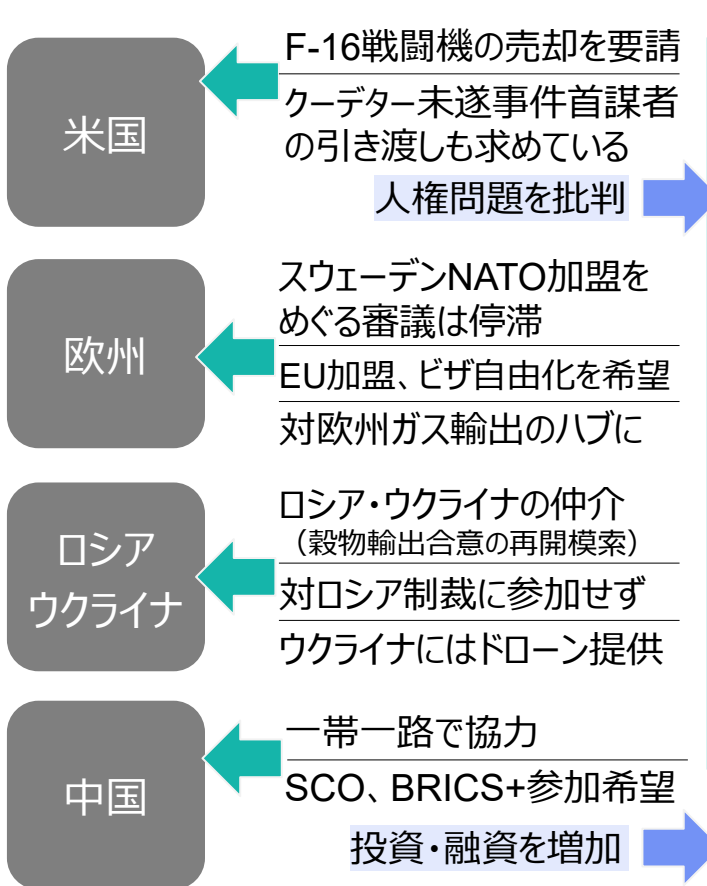 米国
F-16戦闘機の売却を要請
クーデター未遂事件首謀者
の引き渡しも求めている
人権問題を批判
欧州
スウェーデンNATO加盟を
めぐる審議は停滞
EU加盟、ビザ自由化を希望
対欧州ガス輸出のハブに
ロシア
ウクライナ
ロシア・ウクライナの仲介
（穀物輸出合意の再開模索）
対ロシア制裁に参加せず
ウクライナにはドローン提供
中国
一帯一路で協力
SCO、BRICS+参加希望
投資・融資を増加